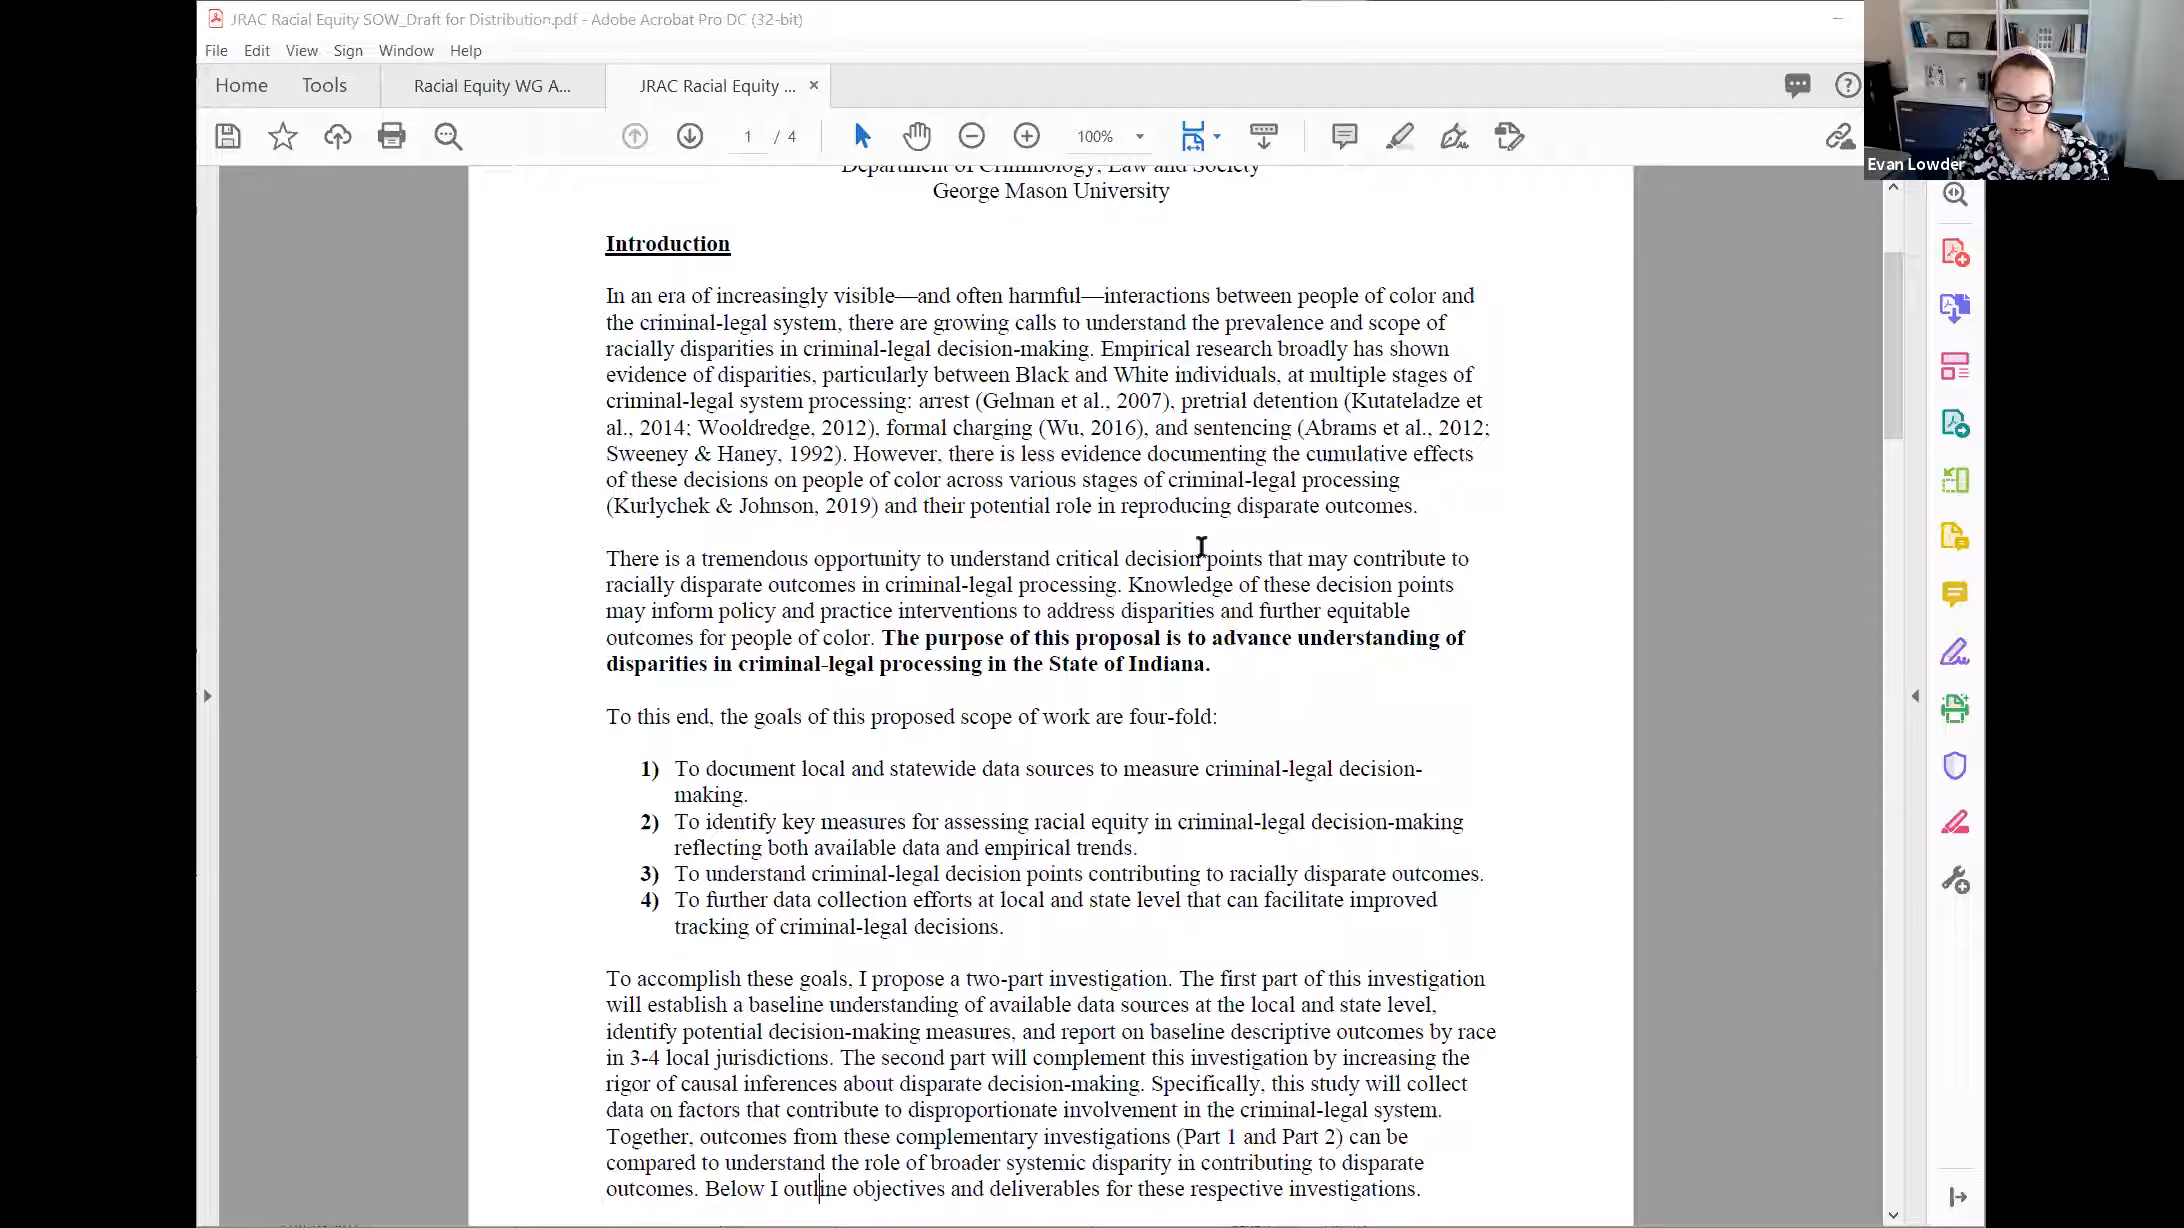 JRAC Racial Equity SOW_Draft for Distribution.pdf - Adobe Acrobat Pro DC (32-bit)
File Edit View Sign Window Help
Home Tools Racial Equity WG A... JRAC Racial Equity ... ×
1 / 4 100%
Evan Lowder
Department of Criminology, Law and Society
George Mason University
Introduction
In an era of increasingly visible—and often harmful—interactions between people of color and
the criminal-legal system, there are growing calls to understand the prevalence and scope of
racially disparities in criminal-legal decision-making. Empirical research broadly has shown
evidence of disparities, particularly between Black and White individuals, at multiple stages of
criminal-legal system processing: arrest (Gelman et al., 2007), pretrial detention (Kutateladze et
al., 2014; Wooldredge, 2012), formal charging (Wu, 2016), and sentencing (Abrams et al., 2012;
Sweeney & Haney, 1992). However, there is less evidence documenting the cumulative effects
of these decisions on people of color across various stages of criminal-legal processing
(Kurlychek & Johnson, 2019) and their potential role in reproducing disparate outcomes.
There is a tremendous opportunity to understand critical decision points that may contribute to
racially disparate outcomes in criminal-legal processing. Knowledge of these decision points
may inform policy and practice interventions to address disparities and further equitable
outcomes for people of color. The purpose of this proposal is to advance understanding of
disparities in criminal-legal processing in the State of Indiana.
To this end, the goals of this proposed scope of work are four-fold:
1) To document local and statewide data sources to measure criminal-legal decision-
making.
2) To identify key measures for assessing racial equity in criminal-legal decision-making
reflecting both available data and empirical trends.
3) To understand criminal-legal decision points contributing to racially disparate outcomes.
4) To further data collection efforts at local and state level that can facilitate improved
tracking of criminal-legal decisions.
To accomplish these goals, I propose a two-part investigation. The first part of this investigation
will establish a baseline understanding of available data sources at the local and state level,
identify potential decision-making measures, and report on baseline descriptive outcomes by race
in 3-4 local jurisdictions. The second part will complement this investigation by increasing the
rigor of causal inferences about disparate decision-making. Specifically, this study will collect
data on factors that contribute to disproportionate involvement in the criminal-legal system.
Together, outcomes from these complementary investigations (Part 1 and Part 2) can be
compared to understand the role of broader systemic disparity in contributing to disparate
outcomes. Below I outline objectives and deliverables for these respective investigations.